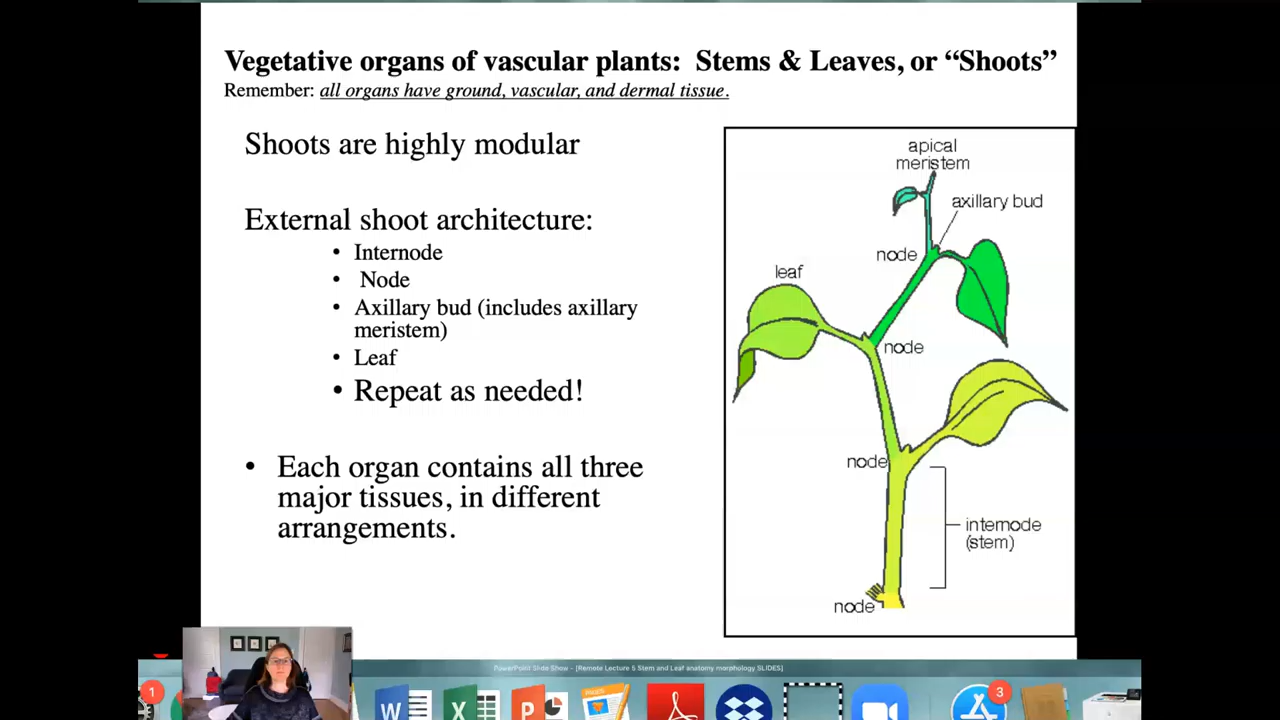 Vegetative organs of vascular plants: Stems & Leaves, or “Shoots”
Remember: all organs have ground, vascular, and dermal tissue.
Shoots are highly modular
External shoot architecture:
• Internode
• Node
• Axillary bud (includes axillary
meristem)
• Leaf
• Repeat as needed!
• Each organ contains all three
major tissues, in different
arrangements.
apical
meristem
axillary bud
node
leaf
node
node
internode
(stem)
node
PowerPoint Slide Show - [Remote Lecture 5 Stem and Leaf anatomy morphology SLIDES]
1
W
X
P
PAGES
3